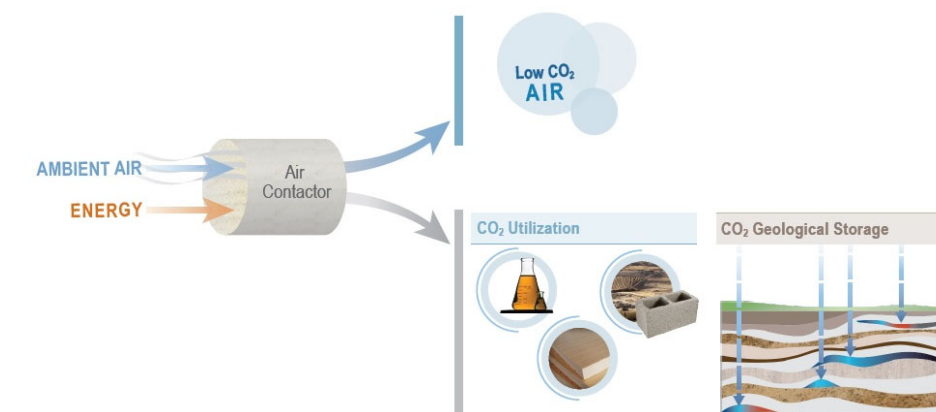 Low CO₂
AIR
AMBIENT AIR
ENERGY
Air
Contactor
CO₂ Utilization
CO₂ Geological Storage